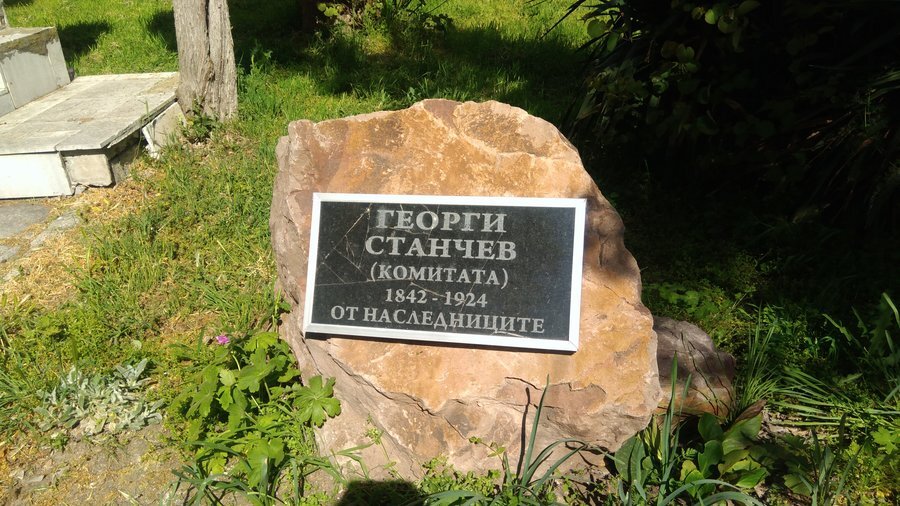 ГЕОРГИ
СТАНЧЕВ
(КОМИТАТА)
1842 - 1924
ОТ НАСЛЕДНИЦИТЕ